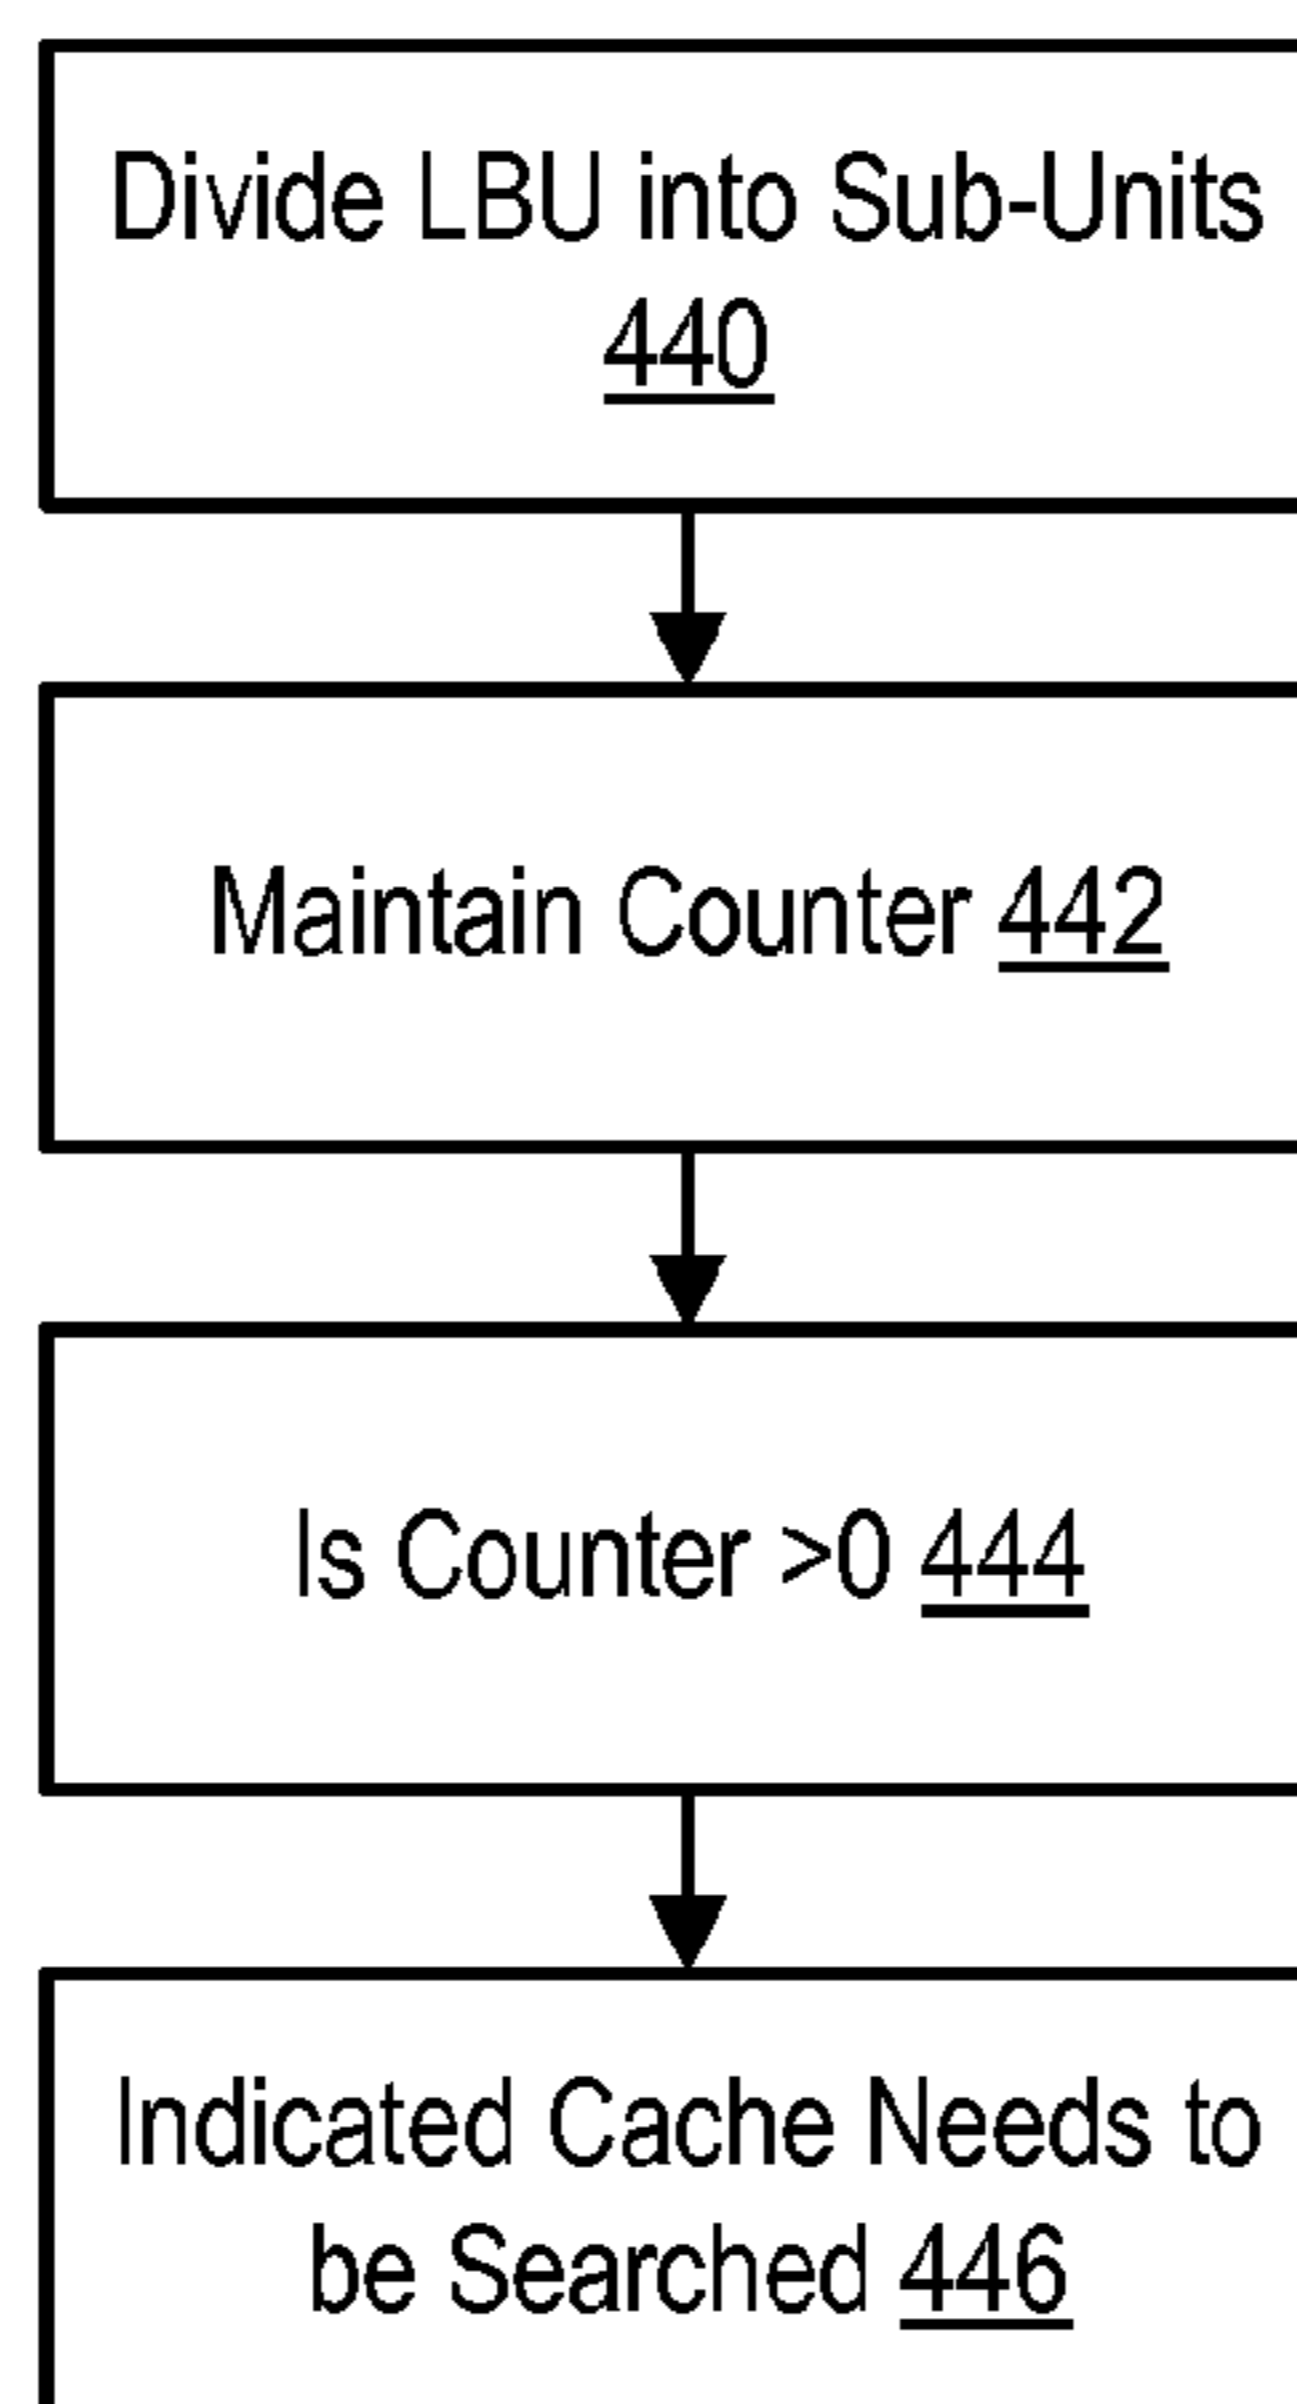 Divide LBU into Sub-Units
440
Maintain Counter 442
Is Counter >0 444
Indicated Cache Needs to
be Searched 446